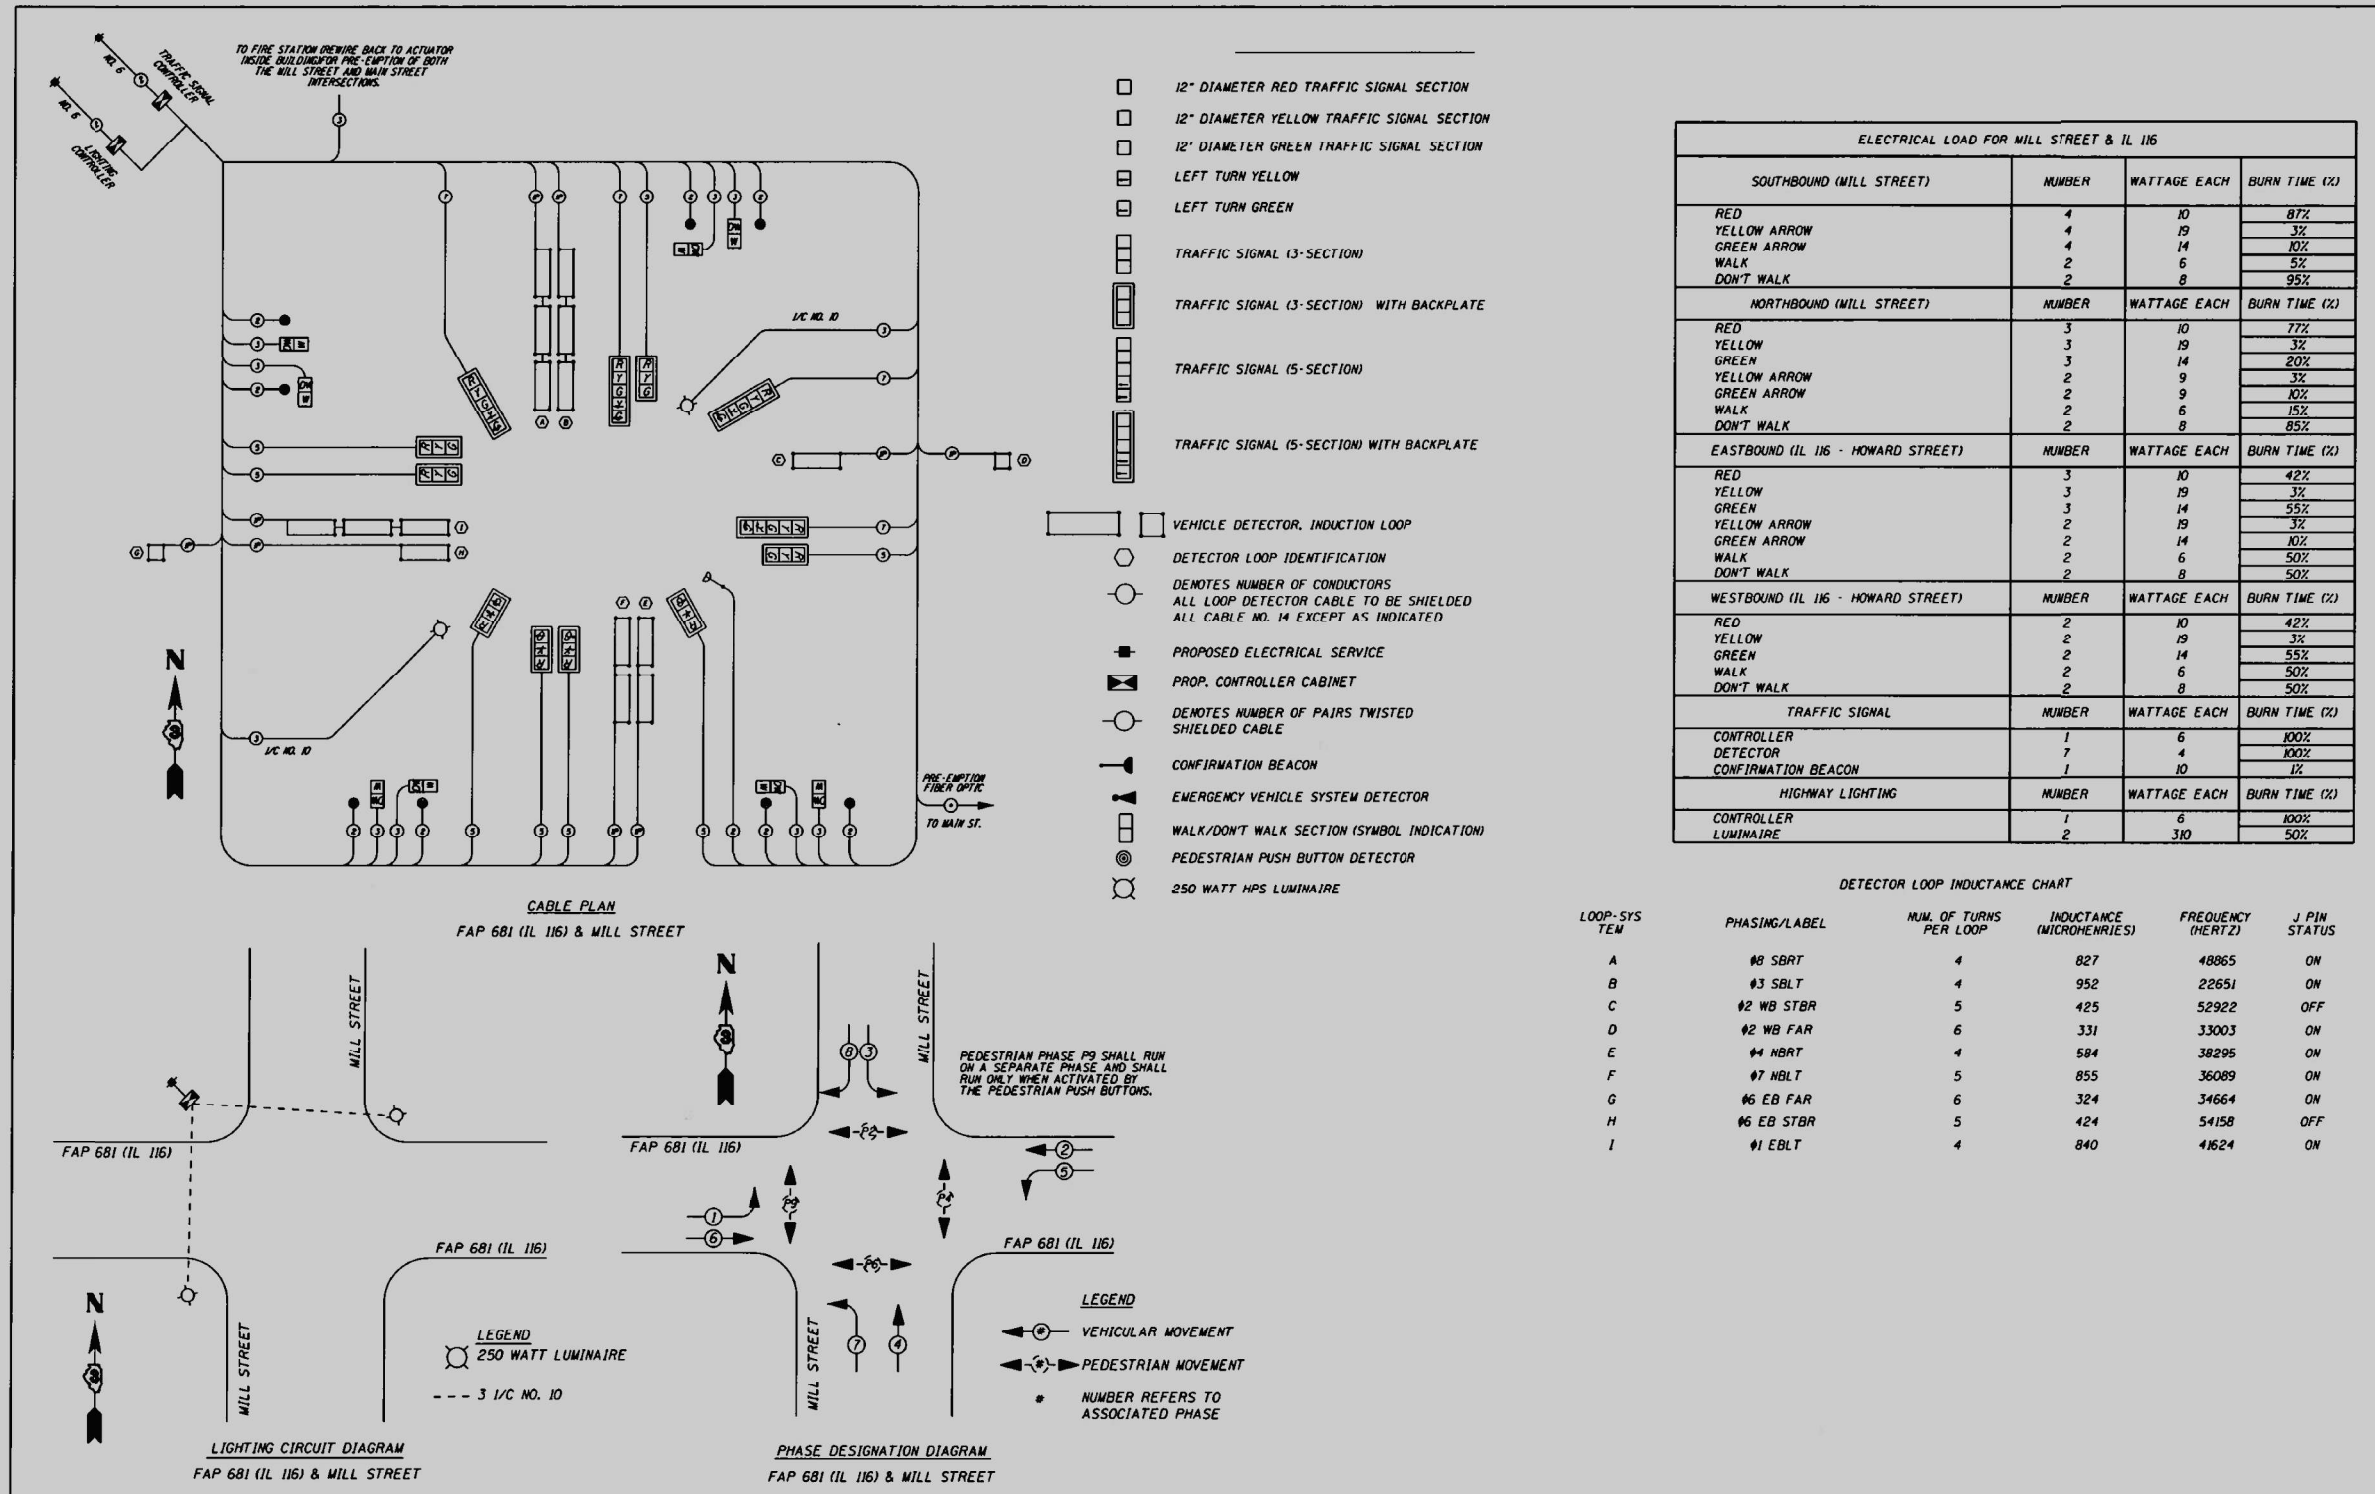 TO FIRE STATION (REWIRE BACK TO ACTUATOR
INSIDE BUILDING)FOR PRE-EMPTION OF BOTH
THE MILL STREET AND MAIN STREET
INTERSECTIONS.
NO. 6
TRAFFIC SIGNAL
CONTROLLER
NO. 6
LIGHTING
CONTROLLER
1/C NO. 10
1/C NO. 10
N
PRE-EMPTION
FIBER OPTIC
TO MAIN ST.
CABLE PLAN
FAP 681 (IL 116) & MILL STREET
12" DIAMETER RED TRAFFIC SIGNAL SECTION
12" DIAMETER YELLOW TRAFFIC SIGNAL SECTION
12" DIAMETER GREEN TRAFFIC SIGNAL SECTION
LEFT TURN YELLOW
LEFT TURN GREEN
TRAFFIC SIGNAL (3-SECTION)
TRAFFIC SIGNAL (3-SECTION) WITH BACKPLATE
TRAFFIC SIGNAL (5-SECTION)
TRAFFIC SIGNAL (5-SECTION) WITH BACKPLATE
VEHICLE DETECTOR, INDUCTION LOOP
DETECTOR LOOP IDENTIFICATION
DENOTES NUMBER OF CONDUCTORS
ALL LOOP DETECTOR CABLE TO BE SHIELDED
ALL CABLE NO. 14 EXCEPT AS INDICATED
PROPOSED ELECTRICAL SERVICE
PROP. CONTROLLER CABINET
DENOTES NUMBER OF PAIRS TWISTED
SHIELDED CABLE
CONFIRMATION BEACON
EMERGENCY VEHICLE SYSTEM DETECTOR
WALK/DON'T WALK SECTION (SYMBOL INDICATION)
PEDESTRIAN PUSH BUTTON DETECTOR
250 WATT HPS LUMINAIRE
ELECTRICAL LOAD FOR MILL STREET & IL 116
SOUTHBOUND (MILL STREET) NUMBER WATTAGE EACH BURN TIME (%)
RED 4 10 87%
YELLOW ARROW 4 19 3%
GREEN ARROW 4 14 10%
WALK 2 6 5%
DON'T WALK 2 8 95%
NORTHBOUND (MILL STREET) NUMBER WATTAGE EACH BURN TIME (%)
RED 3 10 77%
YELLOW 3 19 3%
GREEN 3 14 20%
YELLOW ARROW 2 9 3%
GREEN ARROW 2 9 10%
WALK 2 6 15%
DON'T WALK 2 8 85%
EASTBOUND (IL 116 - HOWARD STREET) NUMBER WATTAGE EACH BURN TIME (%)
RED 3 10 42%
YELLOW 3 19 3%
GREEN 3 14 55%
YELLOW ARROW 2 19 3%
GREEN ARROW 2 14 10%
WALK 2 6 50%
DON'T WALK 2 8 50%
WESTBOUND (IL 116 - HOWARD STREET) NUMBER WATTAGE EACH BURN TIME (%)
RED 2 10 42%
YELLOW 2 19 3%
GREEN 2 14 55%
WALK 2 6 50%
DON'T WALK 2 8 50%
TRAFFIC SIGNAL NUMBER WATTAGE EACH BURN TIME (%)
CONTROLLER 1 6 100%
DETECTOR 7 4 100%
CONFIRMATION BEACON 1 10 1%
HIGHWAY LIGHTING NUMBER WATTAGE EACH BURN TIME (%)
CONTROLLER 1 6 100%
LUMINAIRE 2 310 50%
DETECTOR LOOP INDUCTANCE CHART
LOOP-SYS TEM PHASING/LABEL NUM. OF TURNS PER LOOP INDUCTANCE (MICROHENRIES) FREQUENCY (HERTZ) J PIN STATUS
A ϕ8 SBRT 4 827 48865 ON
B ϕ3 SBLT 4 952 22651 ON
C ϕ2 WB STBR 5 425 52922 OFF
D ϕ2 WB FAR 6 331 33003 ON
E ϕ4 NBRT 4 584 38295 ON
F ϕ7 NBLT 5 855 36089 ON
G ϕ6 EB FAR 6 324 34664 ON
H ϕ6 EB STBR 5 424 54158 OFF
I ϕ1 EBLT 4 840 41624 ON
MILL STREET
FAP 681 (IL 116)
FAP 681 (IL 116)
MILL STREET
N
LEGEND
250 WATT LUMINAIRE
3 1/C NO. 10
LIGHTING CIRCUIT DIAGRAM
FAP 681 (IL 116) & MILL STREET
N
MILL STREET
8 3
PEDESTRIAN PHASE P9 SHALL RUN
ON A SEPARATE PHASE AND SHALL
RUN ONLY WHEN ACTIVATED BY
THE PEDESTRIAN PUSH BUTTONS.
FAP 681 (IL 116)
P2
2
5
P9
P4
1
6
FAP 681 (IL 116)
P6
7 4
MILL STREET
LEGEND
# VEHICULAR MOVEMENT
# PEDESTRIAN MOVEMENT
# NUMBER REFERS TO
ASSOCIATED PHASE
PHASE DESIGNATION DIAGRAM
FAP 681 (IL 116) & MILL STREET